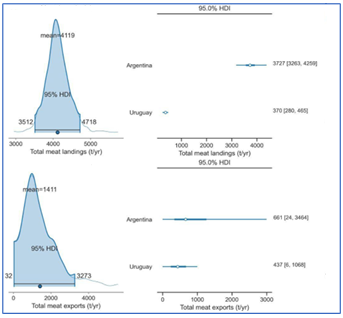 95.0% HDI
mean=4119
95% HDI
3512
4718
3000 4000 5000
Total meat landings (t/yr)
Argentina
3727 [3263, 4259]
Uruguay
370 [280, 465]
1000 2000 3000 4000
Total meat landings (t/yr)
95.0% HDI
mean=1411
95% HDI
32
3273
0 2000 4000
Total meat exports (t/yr)
Argentina
661 [24, 3464]
Uruguay
437 [6, 1068]
0 1000 2000 3000
Total meat exports (t/yr)